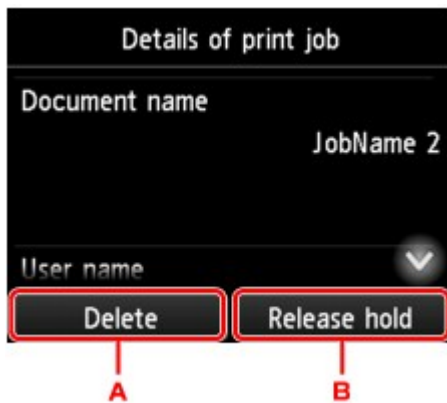 Details of print job
Document name
JobName 2
User name
Delete
Release hold
A
B